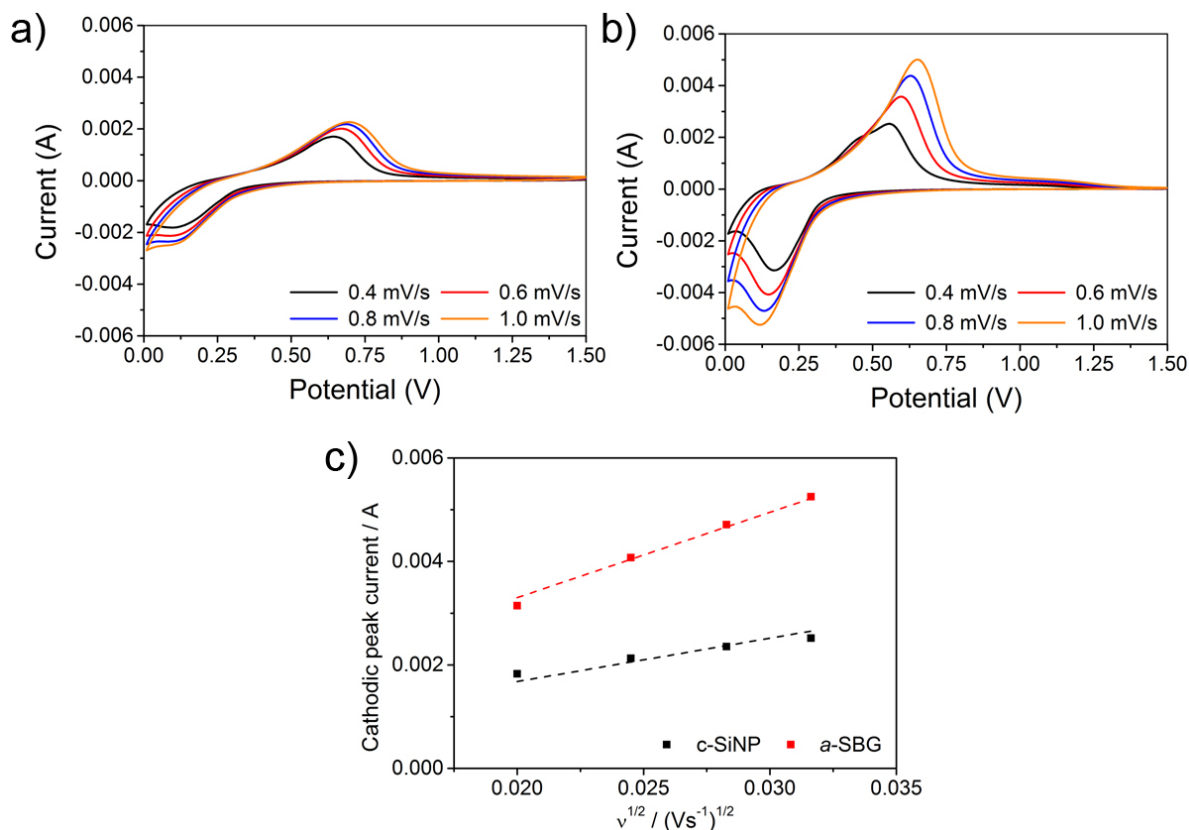 a)
0.006
0.004
0.002
0.000
-0.002
-0.004
-0.006
Current (A)
0.4 mV/s 0.6 mV/s
0.8 mV/s 1.0 mV/s
0.00 0.25 0.50 0.75 1.00 1.25 1.50
Potential (V)
b)
0.006
0.004
0.002
0.000
-0.002
-0.004
-0.006
Current (A)
0.4 mV/s 0.6 mV/s
0.8 mV/s 1.0 mV/s
0.00 0.25 0.50 0.75 1.00 1.25 1.50
Potential (V)
c)
0.006
0.004
0.002
0.000
Cathodic peak current / A
c-SiNP a-SBG
0.020 0.025 0.030 0.035
ν^1/2 / (Vs^-1)^1/2